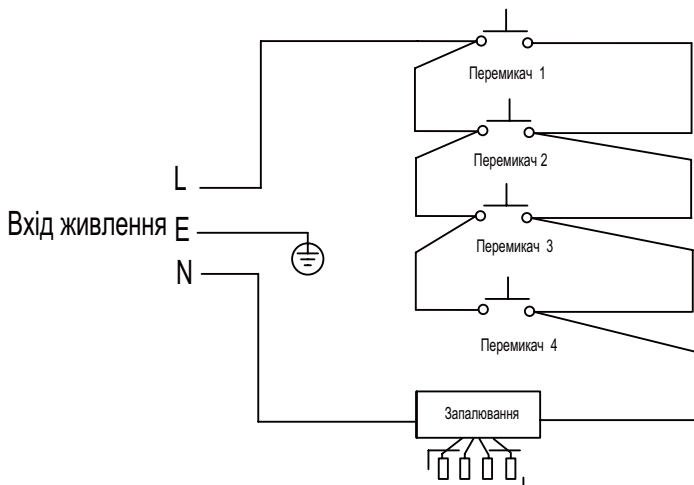 Перемикач 1
Перемикач 2
L
Вхід живлення E
Перемикач 3
N
Перемикач 4
Запалювання